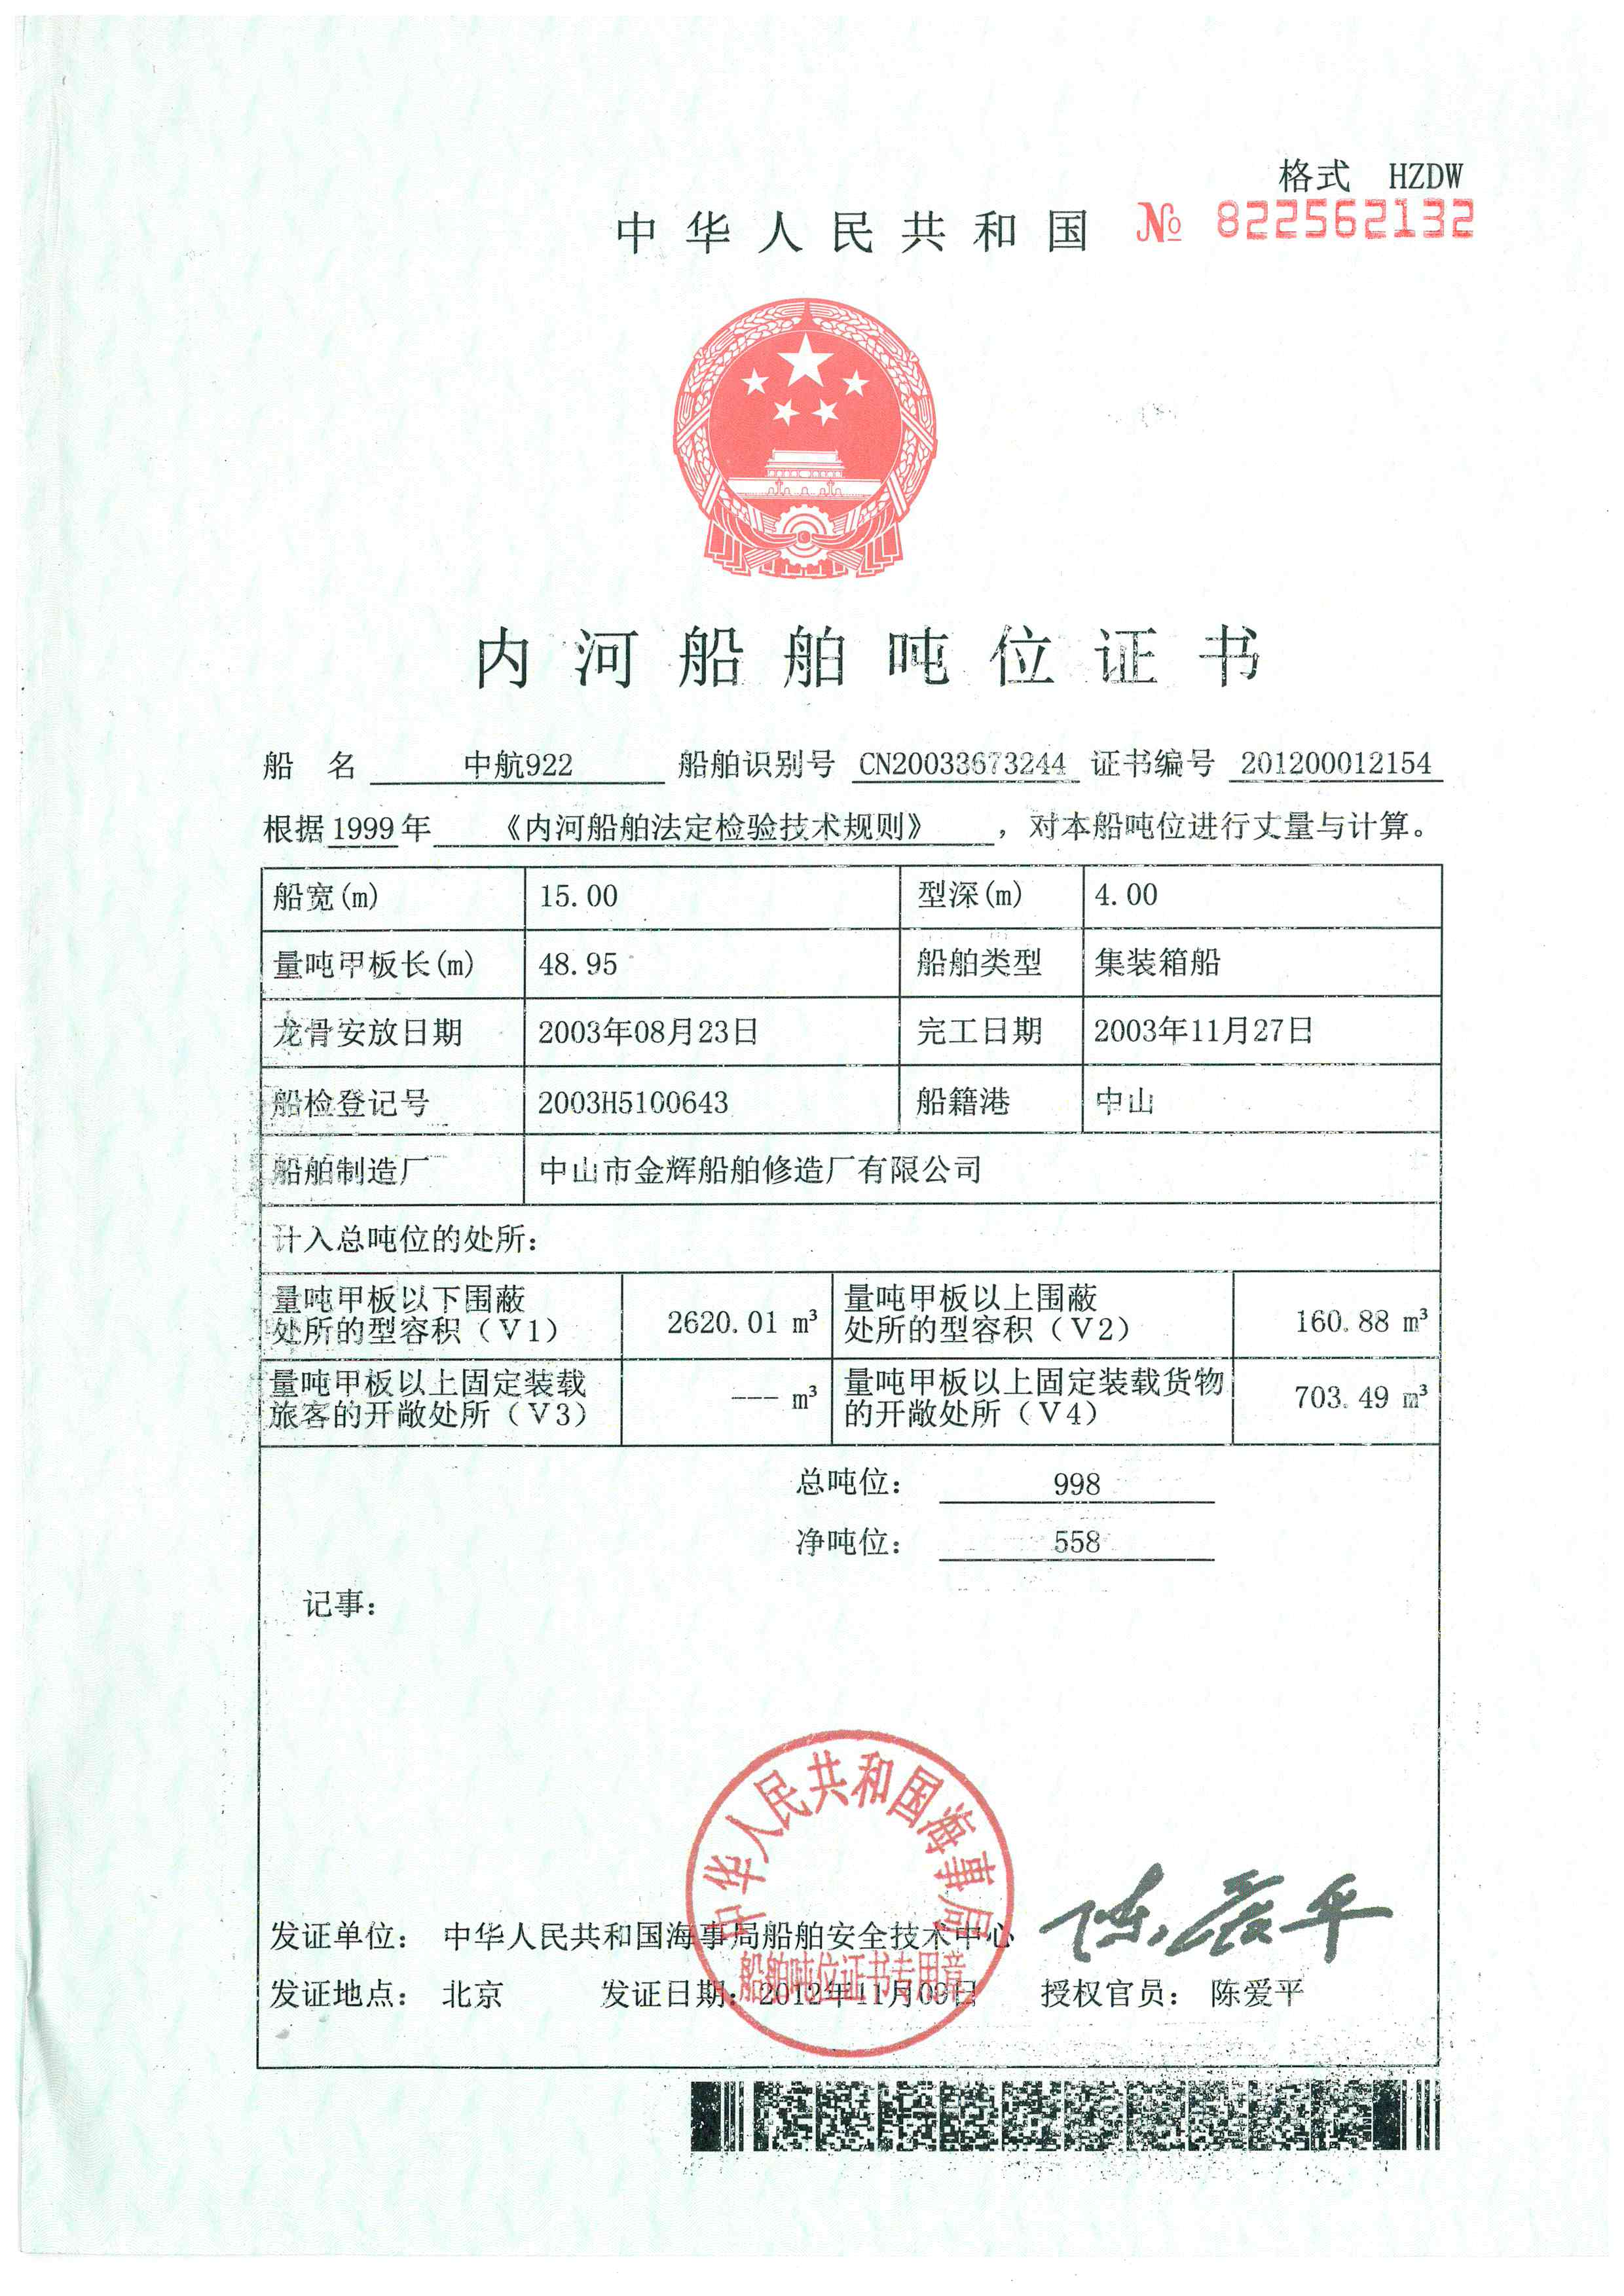 格式 HZDW
中华人民共和国 № 822562132
内河船舶吨位证书
船 名 中航922 船舶识别号 CN20033673244 证书编号 201200012154
根据1999年《内河船舶法定检验技术规则》，对本船吨位进行丈量与计算。
船宽(m) 15.00 型深(m) 4.00
量吨甲板长(m) 48.95 船舶类型 集装箱船
龙骨安放日期 2003年08月23日 完工日期 2003年11月27日
船检登记号 2003H5100643 船籍港 中山
船舶制造厂 中山市金辉船舶修造厂有限公司
计入总吨位的处所：
量吨甲板以下围蔽
处所的型容积（V1） 2620.01 m³
量吨甲板以上围蔽
处所的型容积（V2） 160.88 m³
量吨甲板以上固定装载
旅客的开敞处所（V3） --- m³
量吨甲板以上固定装载货物
的开敞处所（V4） 703.49 m³
总吨位： 998
净吨位： 558
记事：
中华人民共和国海事局
船舶吨位证书专用章
陈爱平
发证单位： 中华人民共和国海事局船舶安全技术中心
发证地点： 北京 发证日期：2012年11月09日 授权官员： 陈爱平